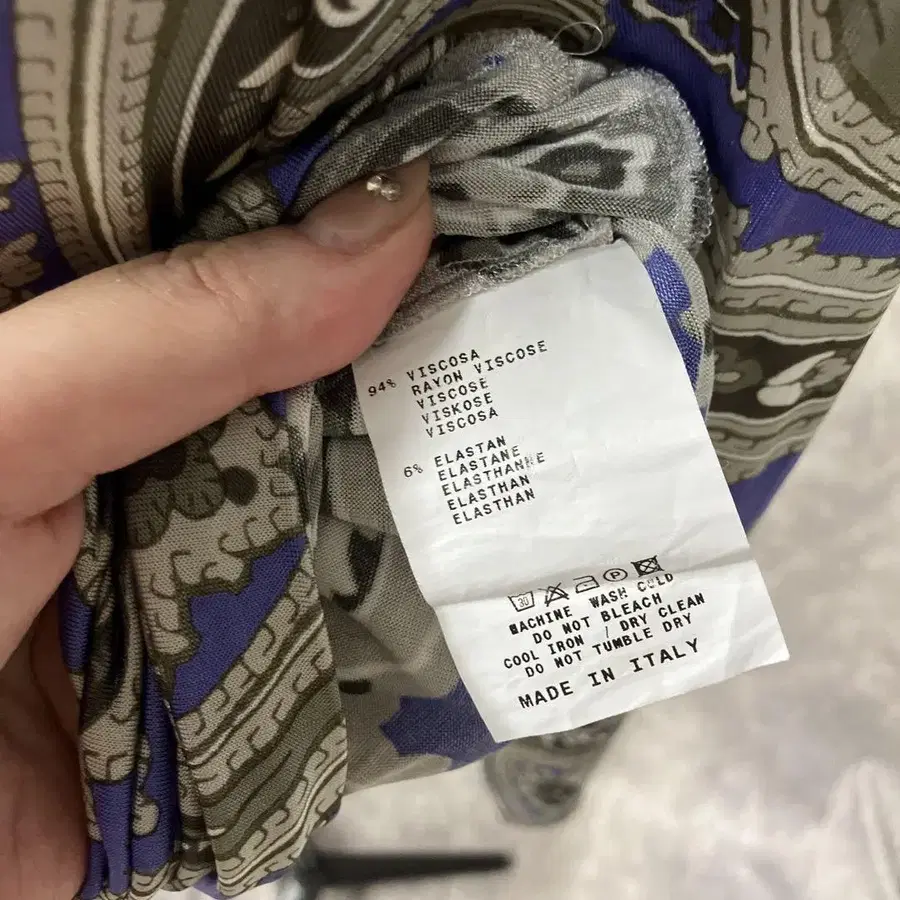 94% VISCOSA
RAYON VISCOSE
VISCOSE
VISKOSE
VISCOSA
6% ELASTAN
ELASTANE
ELASTHANNE
ELASTHAN
ELASTHAN
30 P
MACHINE WASH COLD
DO NOT BLEACH
COOL IRON / DRY CLEAN
DO NOT TUMBLE DRY
MADE IN ITALY